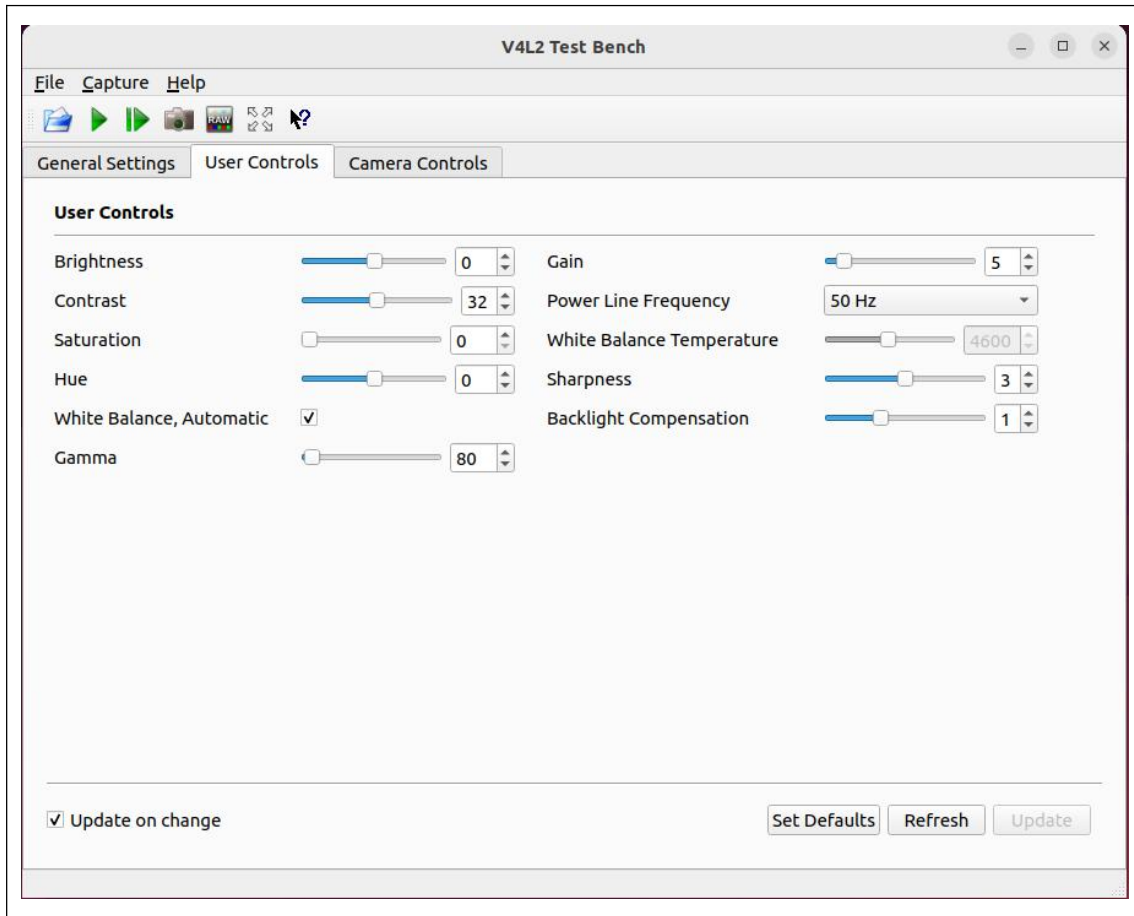 V4L2 Test Bench
File Capture Help
RAW
General Settings User Controls Camera Controls
User Controls
Brightness 0 Gain 5
Contrast 32 Power Line Frequency 50 Hz
Saturation 0 White Balance Temperature 4600
Hue 0 Sharpness 3
White Balance, Automatic Backlight Compensation 1
Gamma 80
Update on change Set Defaults Refresh Update